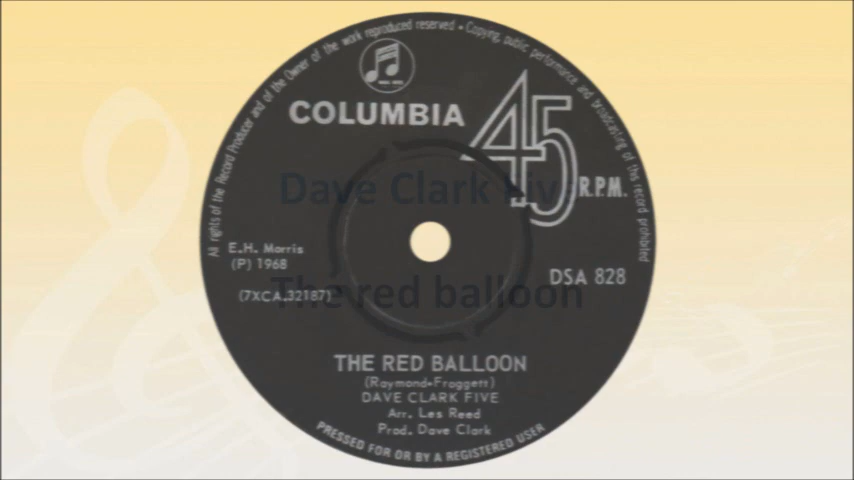 All rights of the Record Producer and of the Owner of the work reproduced reserved • Copying, public performance and broadcasting of this record prohibited
COLUMBIA
45
R.P.M.
Dave Clark Five
E.H. Morris
(P) 1968
DSA 828
(7XCA.32187)
The red balloon
THE RED BALLOON
(Raymond-Froggett)
DAVE CLARK FIVE
Arr. Les Reed
Prod. Dave Clark
PRESSED FOR OR BY A REGISTERED USER